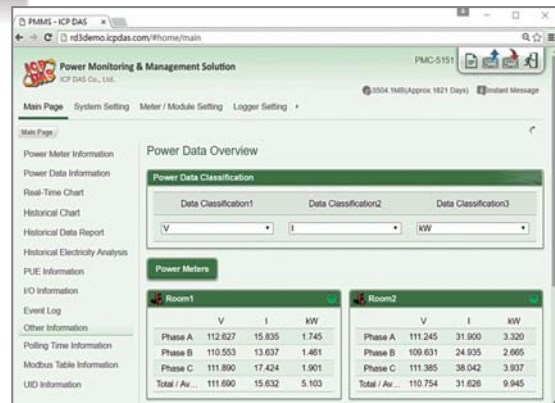 PMMS - ICP DAS
rd3demo.icpdas.com/#home/main
ICP DAS
Power Monitoring & Management Solution
ICP DAS Co., Ltd.
PMC-5151
3504.1MB(Approx.1821 Days) Instant Message
Main Page System Setting Meter / Module Setting Logger Setting
Main Page
Power Meter Information
Power Data Information
Real-Time Chart
Historical Chart
Historical Data Report
Historical Electricity Analysis
PUE Information
I/O Information
Event Log
Other Information
Polling Time Information
Modbus Table Information
UID Information
Power Data Overview
Power Data Classification
Data Classification1 Data Classification2 Data Classification3
V I kW
Power Meters
Room1
V I kW
Phase A 112.627 15.835 1.745
Phase B 110.553 13.637 1.461
Phase C 111.890 17.424 1.901
Total / Av... 111.690 15.632 5.103
Room2
V I kW
Phase A 111.245 31.900 3.320
Phase B 109.631 24.935 2.665
Phase C 111.385 38.042 3.937
Total / Av... 110.754 31.626 9.945